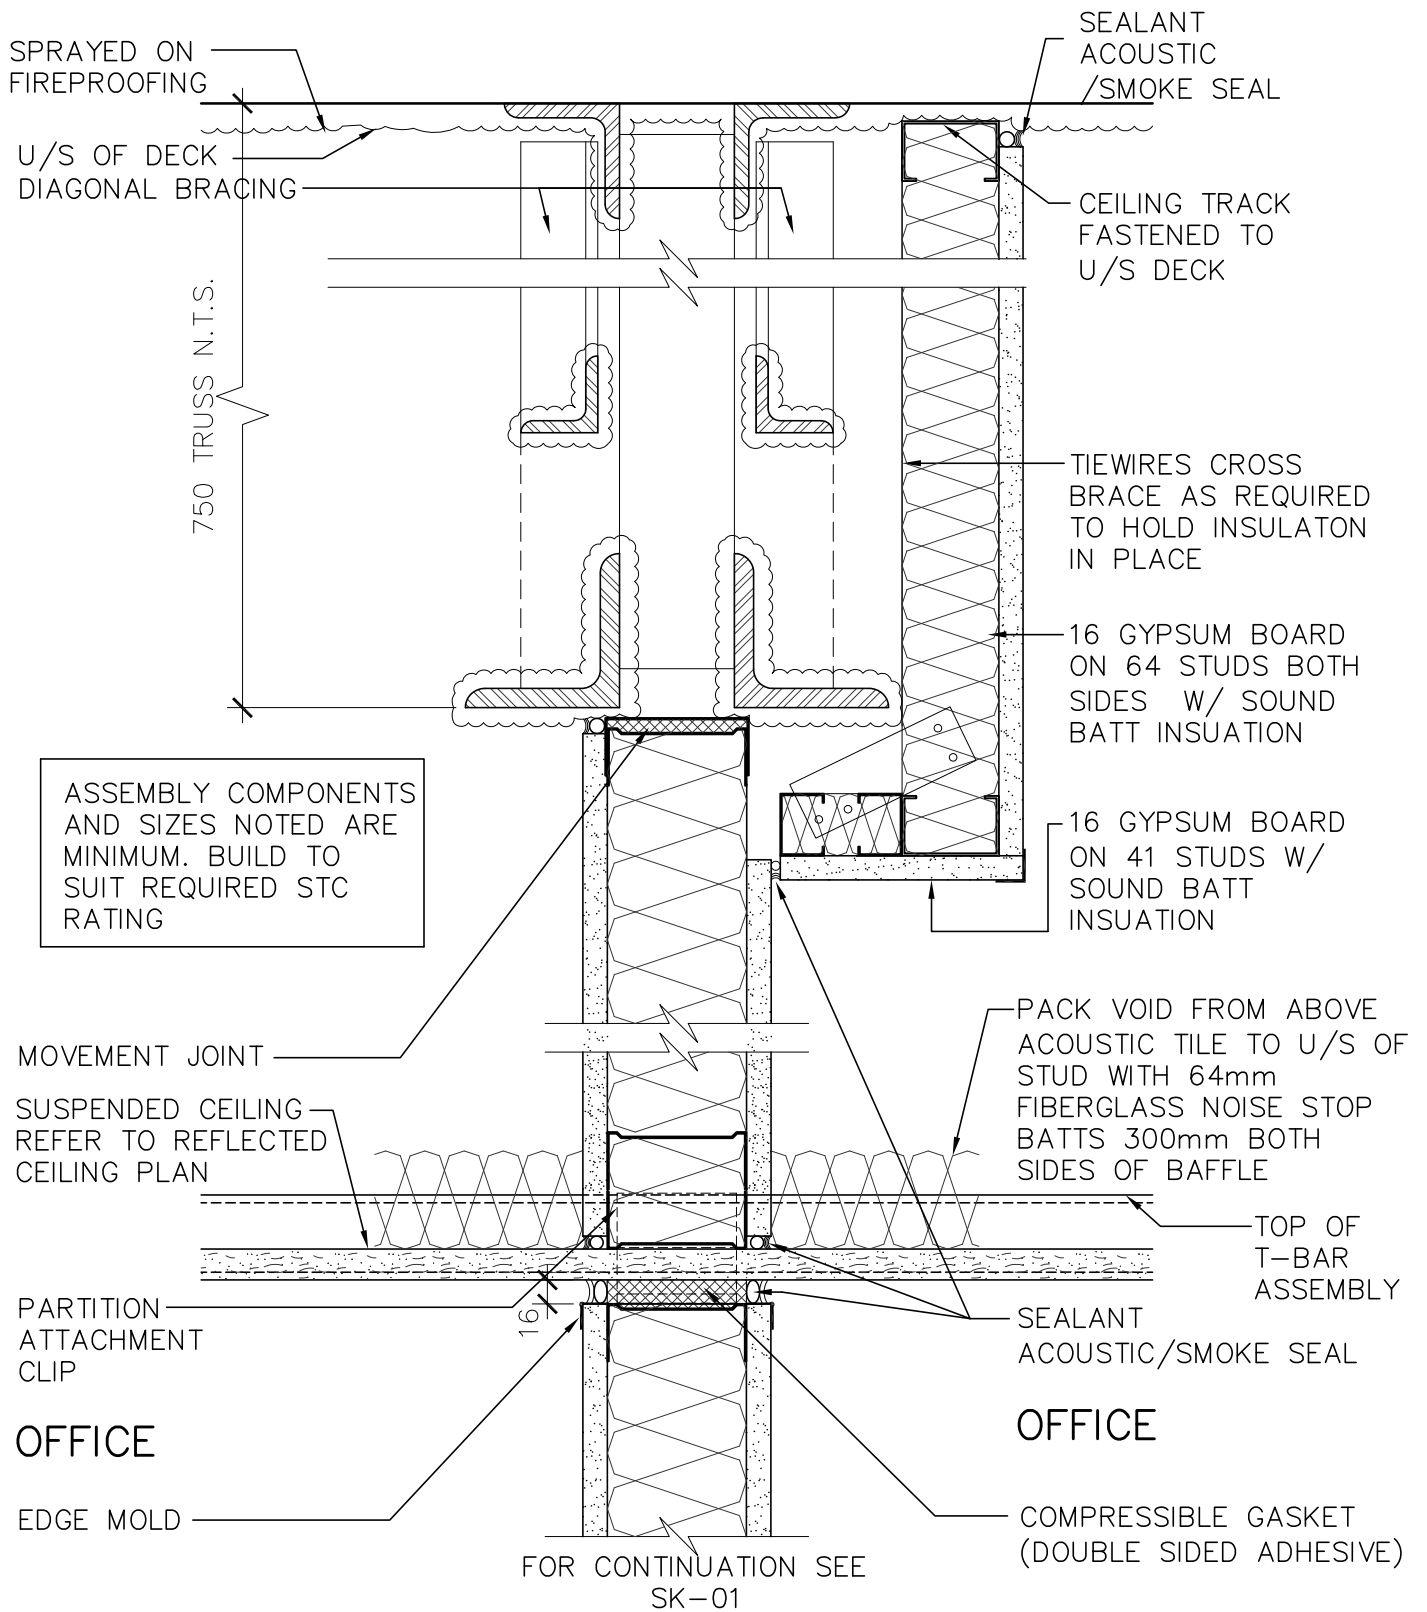 SPRAYED ON
FIREPROOFING
U/S OF DECK
DIAGONAL BRACING
750 TRUSS N.T.S.
SEALANT
ACOUSTIC
/SMOKE SEAL
CEILING TRACK
FASTENED TO
U/S DECK
TIEWIRES CROSS
BRACE AS REQUIRED
TO HOLD INSULATON
IN PLACE
16 GYPSUM BOARD
ON 64 STUDS BOTH
SIDES W/ SOUND
BATT INSUATION
16 GYPSUM BOARD
ON 41 STUDS W/
SOUND BATT
INSUATION
ASSEMBLY COMPONENTS
AND SIZES NOTED ARE
MINIMUM. BUILD TO
SUIT REQUIRED STC
RATING
MOVEMENT JOINT
SUSPENDED CEILING
REFER TO REFLECTED
CEILING PLAN
PACK VOID FROM ABOVE
ACOUSTIC TILE TO U/S OF
STUD WITH 64mm
FIBERGLASS NOISE STOP
BATTS 300mm BOTH
SIDES OF BAFFLE
TOP OF
T-BAR
ASSEMBLY
PARTITION
ATTACHMENT
CLIP
16
SEALANT
ACOUSTIC/SMOKE SEAL
OFFICE
OFFICE
EDGE MOLD
COMPRESSIBLE GASKET
(DOUBLE SIDED ADHESIVE)
FOR CONTINUATION SEE
SK-01